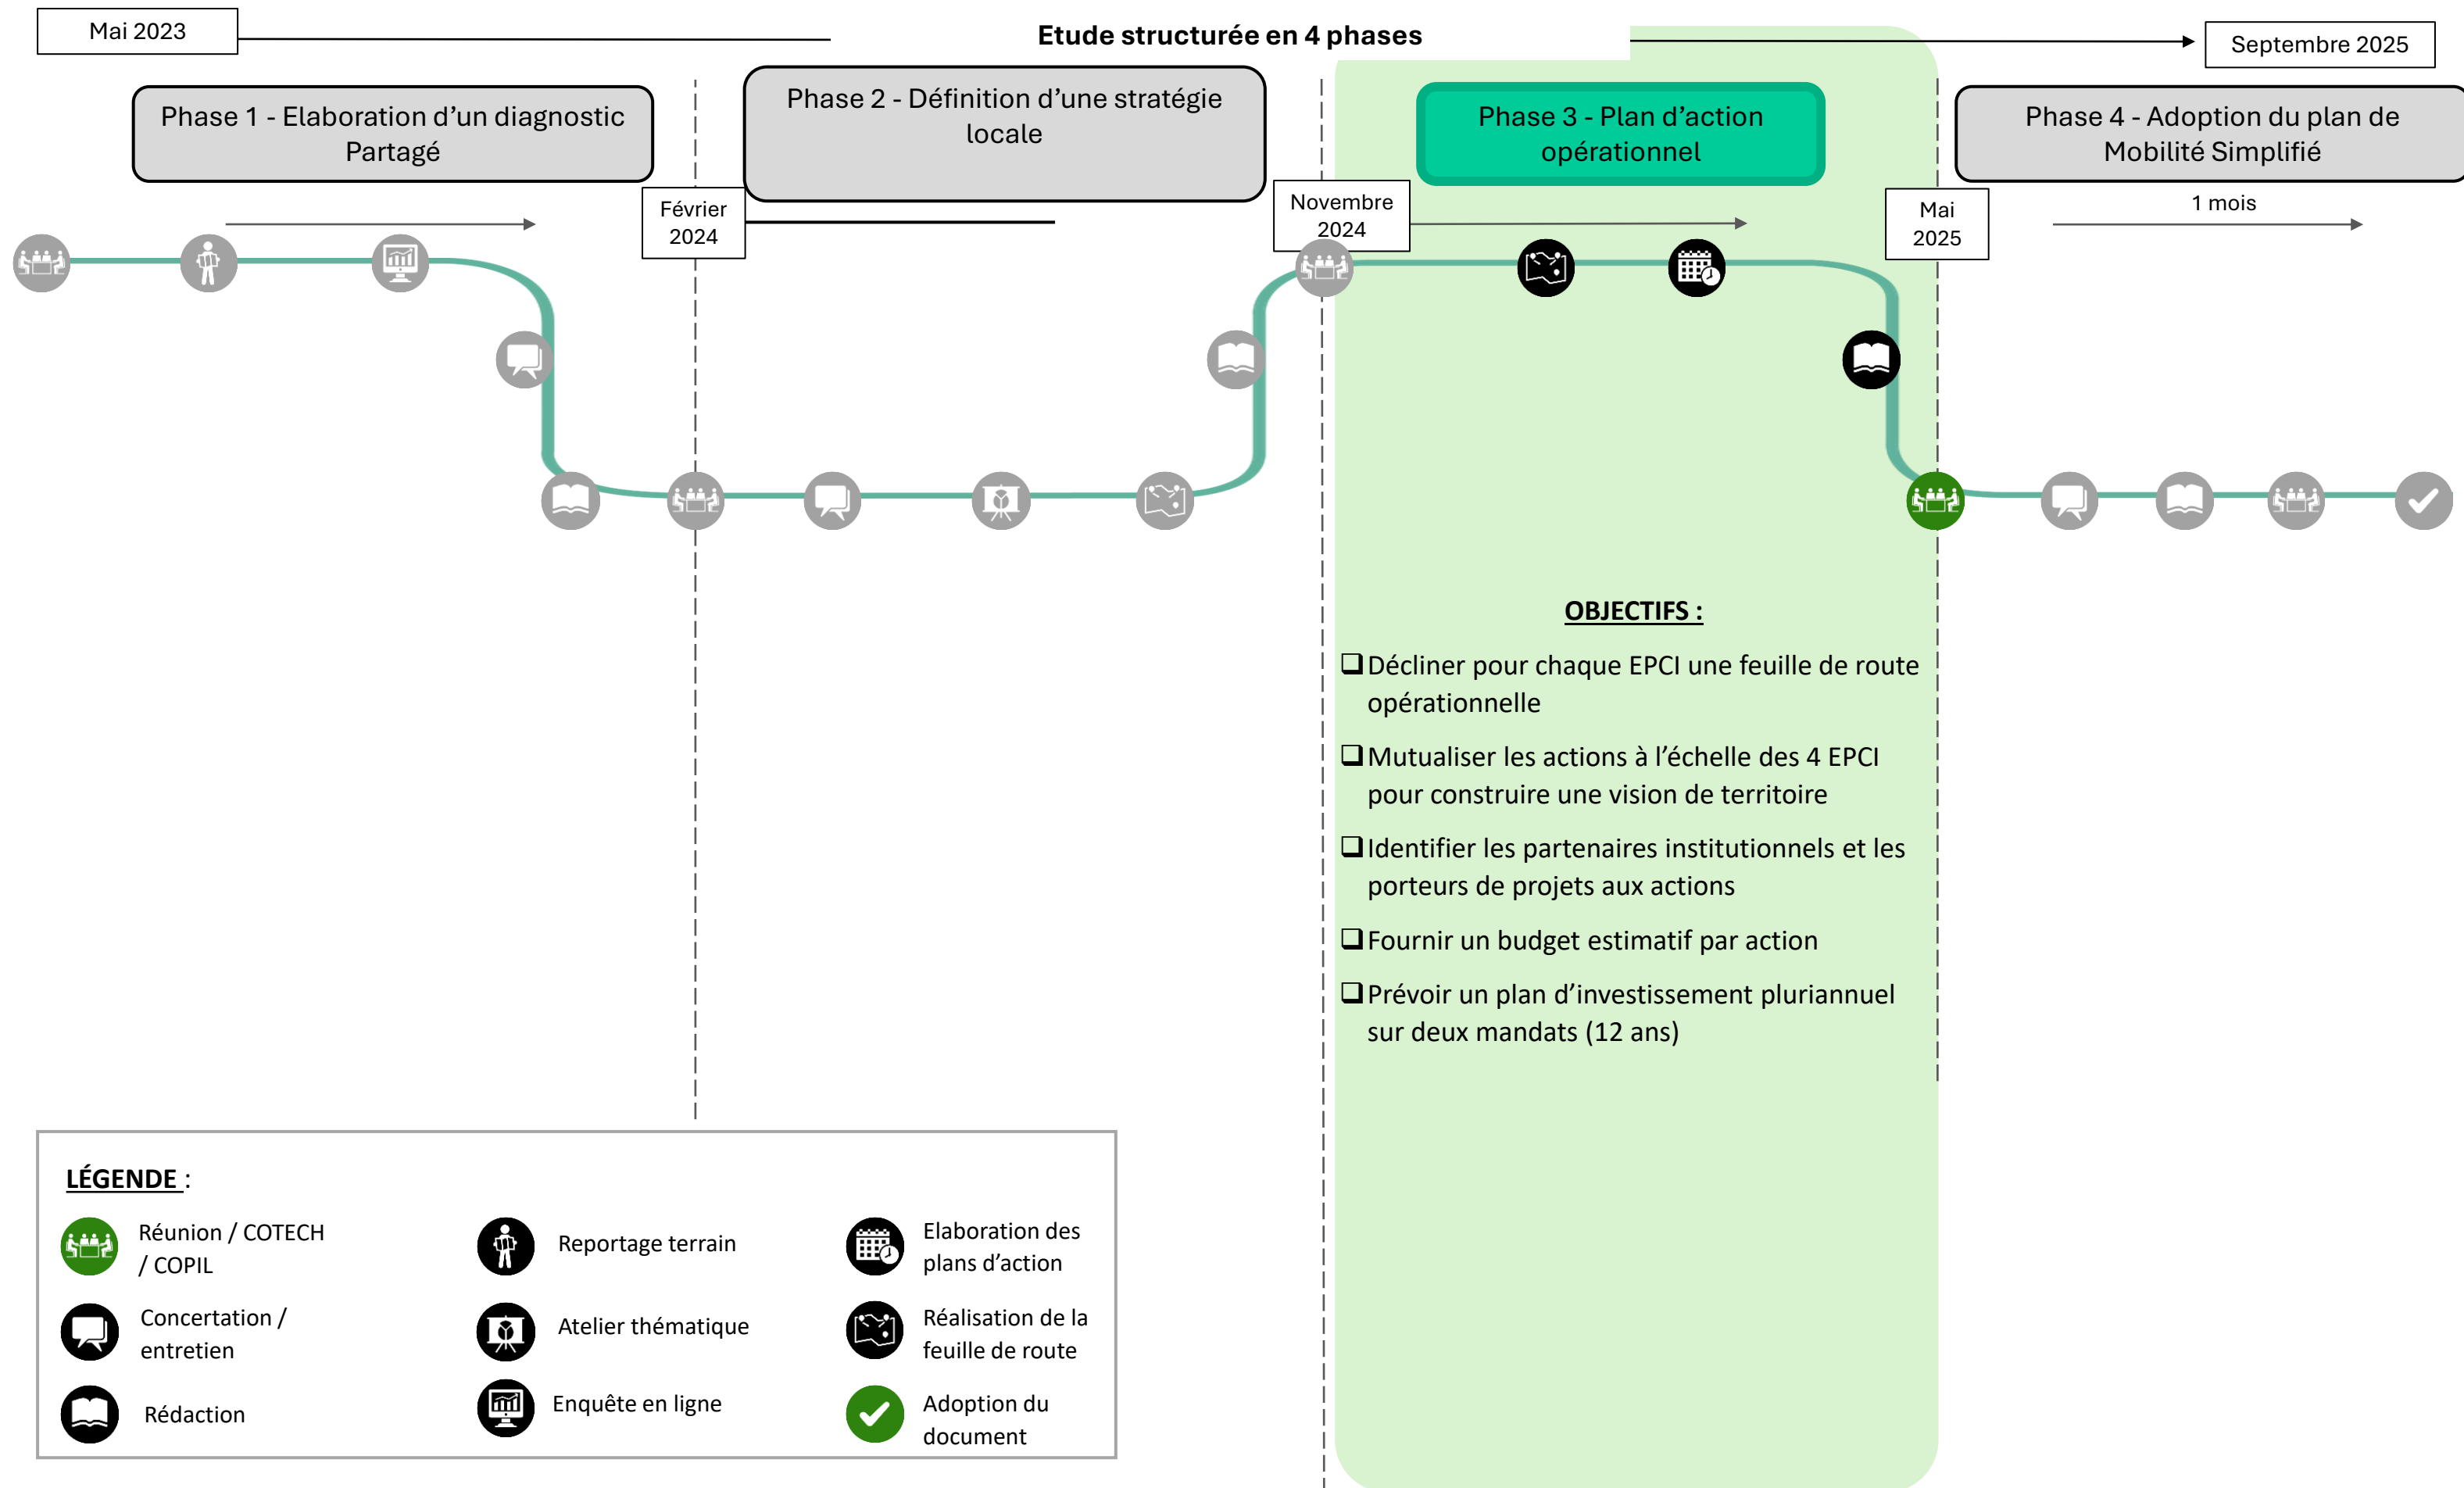 Mai 2023
Etude structurée en 4 phases
Septembre 2025
Phase 1 - Elaboration d’un diagnostic
Partagé
Phase 2 - Définition d’une stratégie
locale
Phase 3 - Plan d’action
opérationnel
Phase 4 - Adoption du plan de
Mobilité Simplifié
Février
2024
Novembre
2024
Mai
2025
1 mois
OBJECTIFS :
Décliner pour chaque EPCI une feuille de route
opérationnelle
Mutualiser les actions à l’échelle des 4 EPCI
pour construire une vision de territoire
Identifier les partenaires institutionnels et les
porteurs de projets aux actions
Fournir un budget estimatif par action
Prévoir un plan d’investissement pluriannuel
sur deux mandats (12 ans)
LÉGENDE :
Réunion / COTECH
/ COPIL
Concertation /
entretien
Rédaction
Reportage terrain
Atelier thématique
Enquête en ligne
Elaboration des
plans d’action
Réalisation de la
feuille de route
Adoption du
document